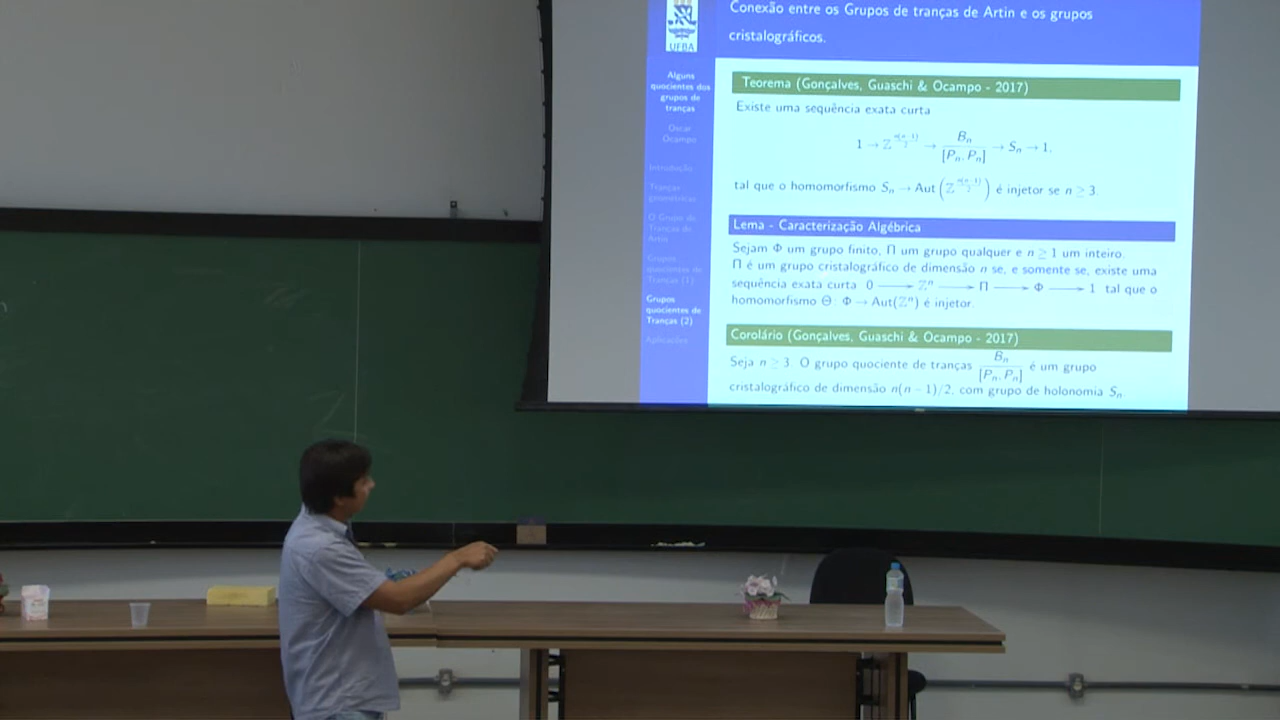 Conexão entre os Grupos de tranças de Artin e os grupos
cristalográficos.
UFBA
Alguns
quocientes dos
grupos de
tranças
Oscar
Ocampo
Introdução
Tranças
geométricas
O Grupo de
Tranças de
Artin
Grupos
quocientes de
Tranças (1)
Grupos
quocientes de
Tranças (2)
Aplicações
Teorema (Gonçalves, Guaschi & Ocampo - 2017)
Existe uma sequência exata curta
1 → ℤ^{n(n-1)/2} → B_n/[P_n, P_n] → S_n → 1,
tal que o homomorfismo S_n → Aut(ℤ^{n(n-1)/2}) é injetor se n ≥ 3.
Lema - Caracterização Algébrica
Sejam Φ um grupo finito, Π um grupo qualquer e n ≥ 1 um inteiro.
Π é um grupo cristalográfico de dimensão n se, e somente se, existe uma
sequência exata curta 0 → ℤ^n → Π → Φ → 1 tal que o
homomorfismo Θ: Φ → Aut(ℤ^n) é injetor.
Corolário (Gonçalves, Guaschi & Ocampo - 2017)
Seja n ≥ 3. O grupo quociente de tranças B_n/[P_n, P_n] é um grupo
cristalográfico de dimensão n(n − 1)/2, com grupo de holonomia S_n